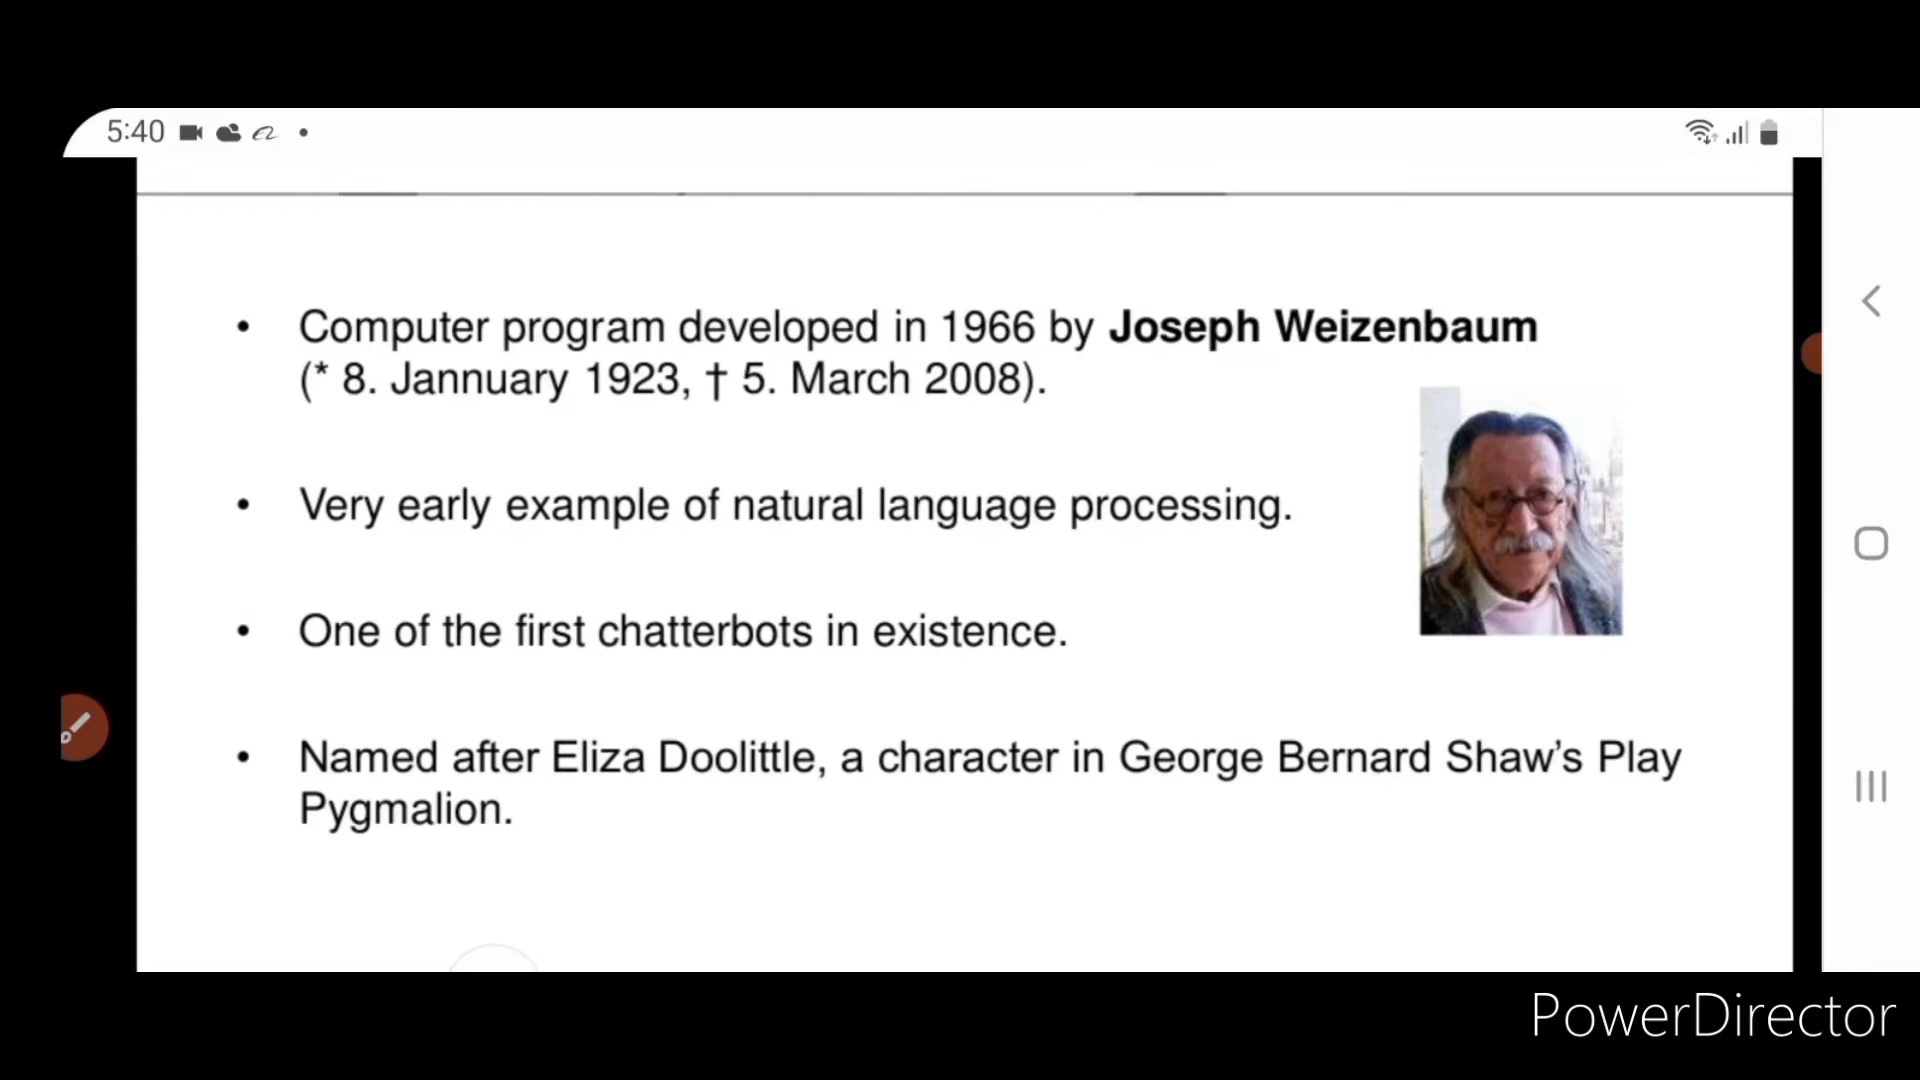 5:40
• Computer program developed in 1966 by Joseph Weizenbaum
(* 8. Jannuary 1923, † 5. March 2008).
• Very early example of natural language processing.
• One of the first chatterbots in existence.
• Named after Eliza Doolittle, a character in George Bernard Shaw’s Play
Pygmalion.
PowerDirector